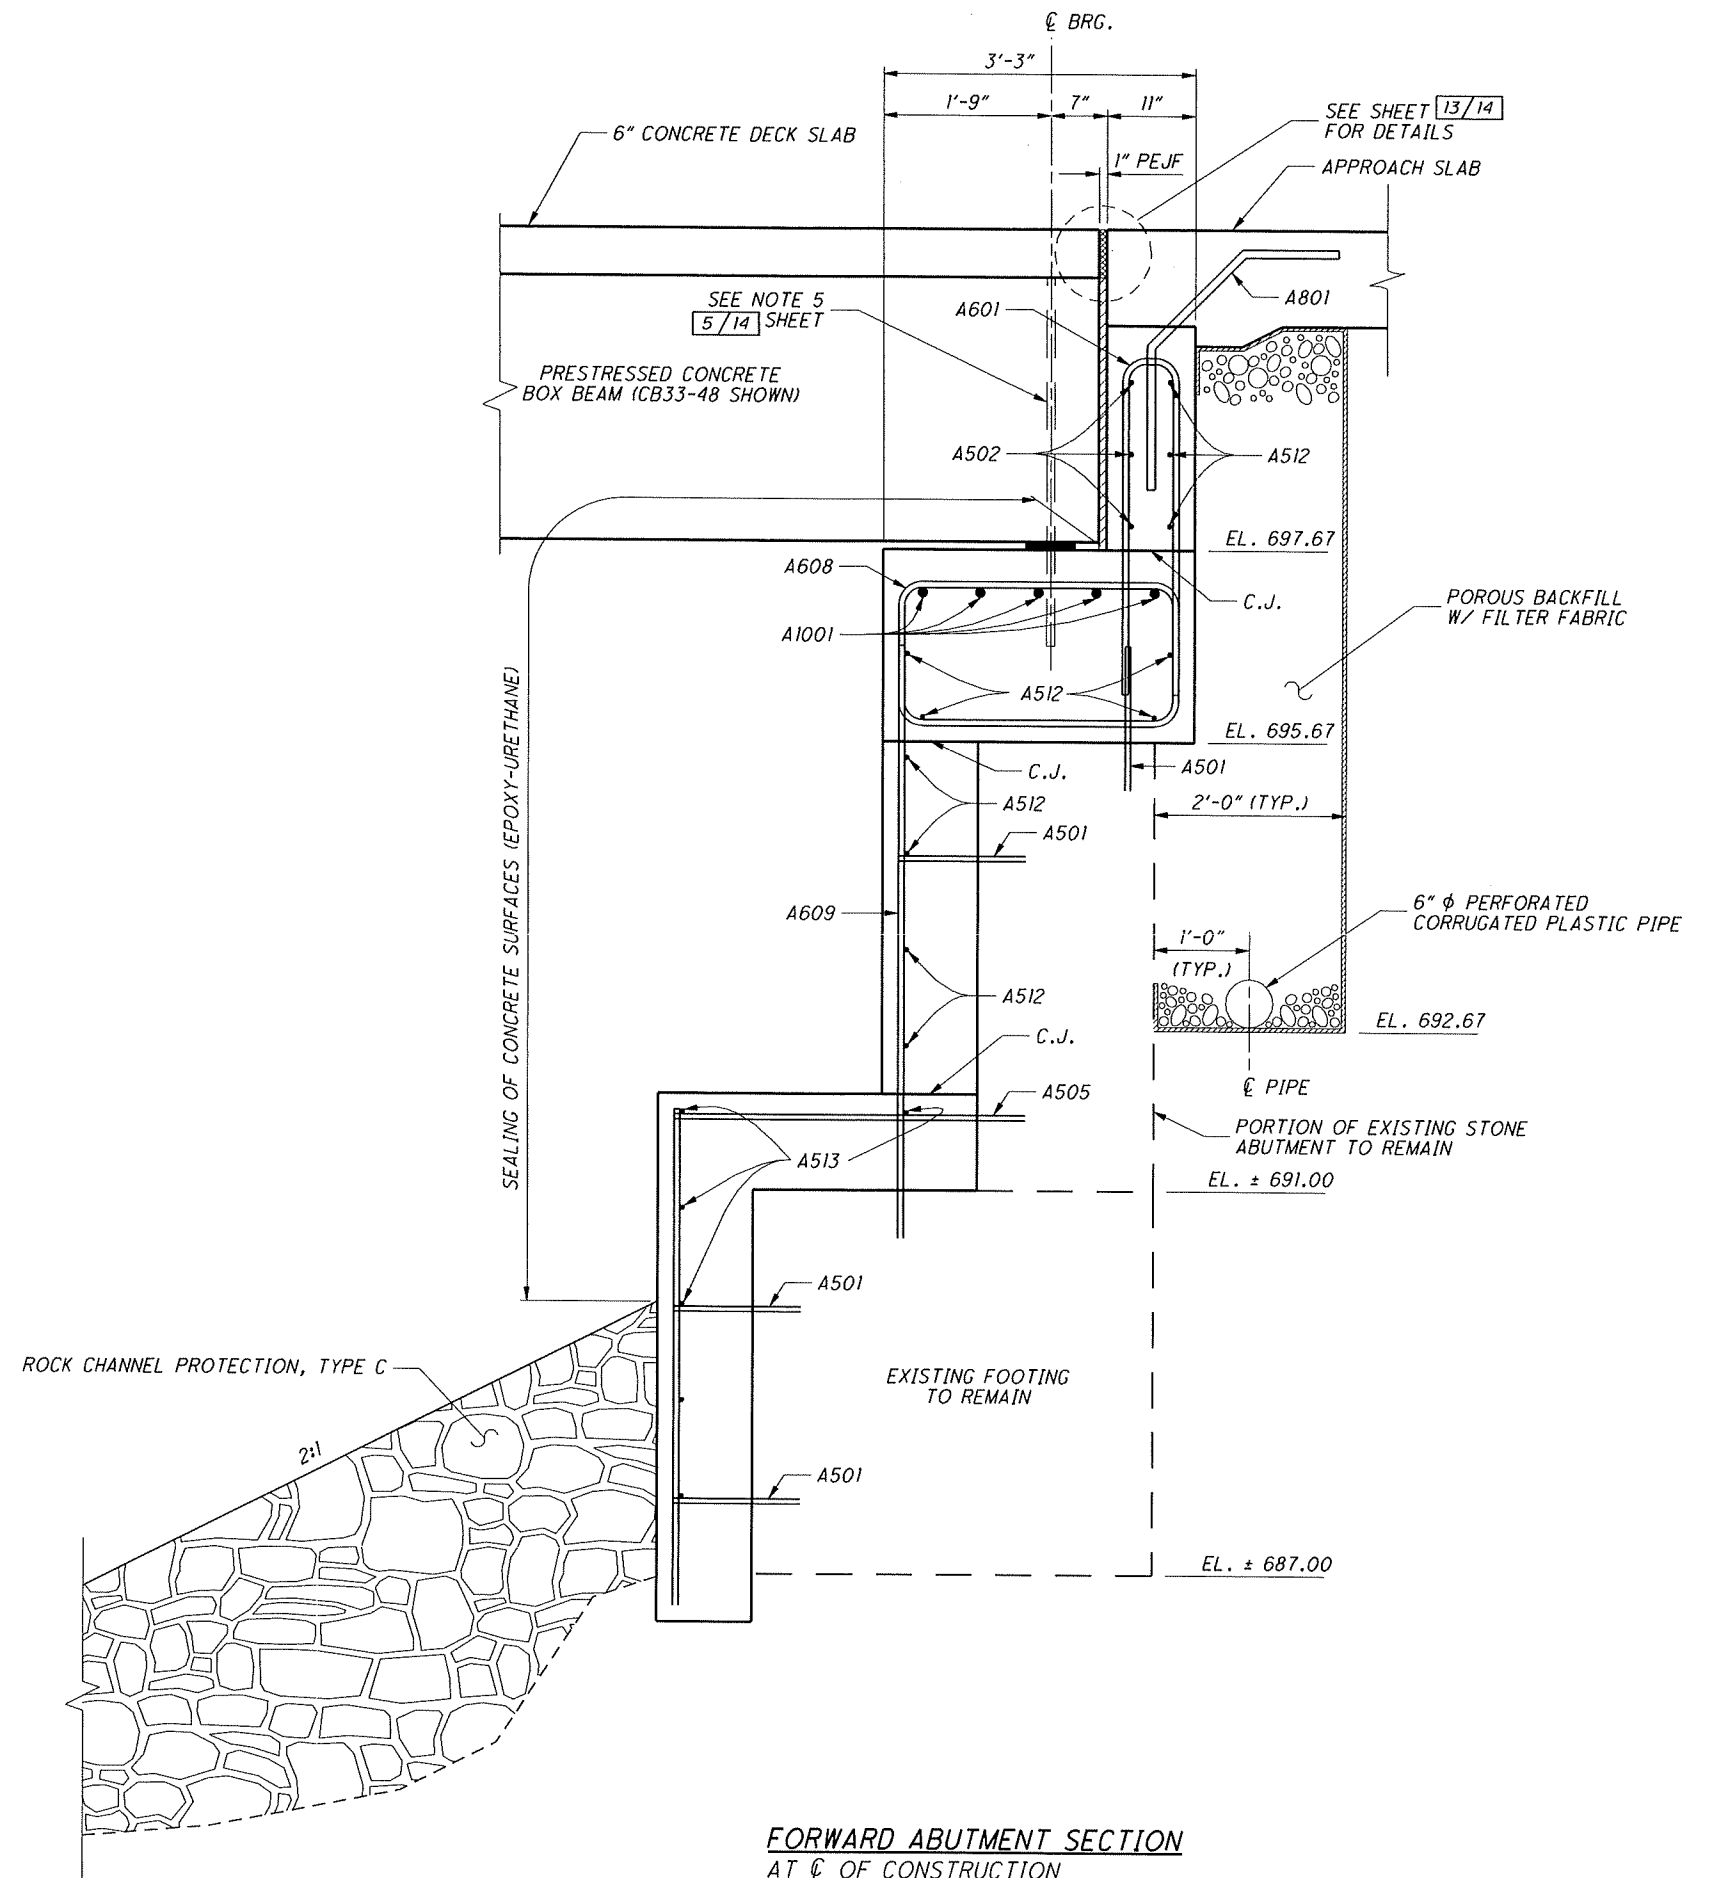 ℄ BRG.
3'-3"
1'-9"
7"
11"
SEE SHEET 13/14
FOR DETAILS
6" CONCRETE DECK SLAB
1" PEJF
APPROACH SLAB
SEE NOTE 5
5/14 SHEET
A601
A801
PRESTRESSED CONCRETE
BOX BEAM (CB33-48 SHOWN)
A502
A512
EL. 697.67
A608
C.J.
POROUS BACKFILL
W/ FILTER FABRIC
A1001
A512
SEALING OF CONCRETE SURFACES (EPOXY-URETHANE)
EL. 695.67
C.J.
A501
A512
2'-0" (TYP.)
A501
A609
6" ϕ PERFORATED
CORRUGATED PLASTIC PIPE
1'-0"
(TYP.)
A512
EL. 692.67
C.J.
℄ PIPE
A505
PORTION OF EXISTING STONE
ABUTMENT TO REMAIN
A513
EL. ± 691.00
A501
ROCK CHANNEL PROTECTION, TYPE C
EXISTING FOOTING
TO REMAIN
2:1
A501
EL. ± 687.00
FORWARD ABUTMENT SECTION
AT ℄ OF CONSTRUCTION